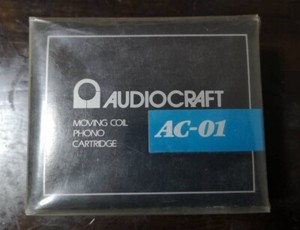 AUDIOCRAFT
MOVING COIL
PHONO
CARTRIDGE
AC-01